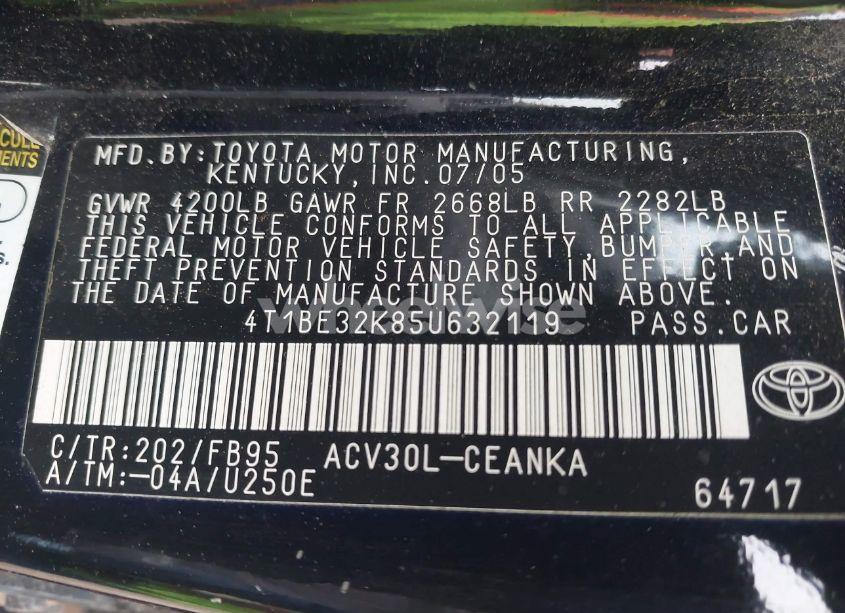 CULE
MENTS
S.
MFD.BY:TOYOTA MOTOR MANUFACTURING,
KENTUCKY, INC.07/05
GVWR 4200LB GAWR FR 2668LB RR 2282LB
THIS VEHICLE CONFORMS TO ALL APPLICABLE
FEDERAL MOTOR VEHICLE SAFETY,BUMPER,AND
THEFT PREVENTION STANDARDS IN EFFECT ON
THE DATE OF MANUFACTURE SHOWN ABOVE.
4T1BE32K85U632119 PASS.CAR
C/TR:202/FB95 ACV30L-CEANKA
A/TM:-04A/U250E 64717